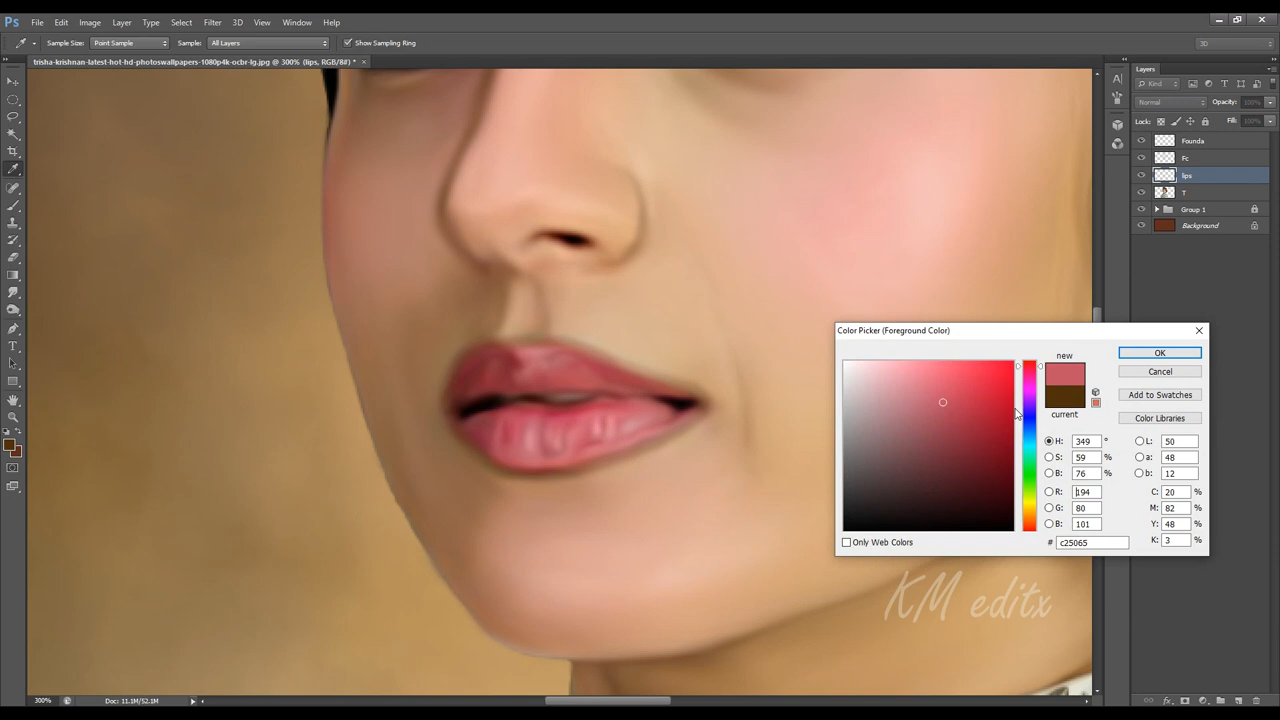 Ps File Edit Image Layer Type Select Filter 3D View Window Help
Sample Size: Point Sample Sample: All Layers Show Sampling Ring 3D
trisha-krishnan-latest-hot-hd-photoswallpapers-1080p4k-ocbr-lg.jpg @ 300% (lips, RGB/8#) * ×
Layers
Kind
Normal Opacity:
Lock: Fill:
Founda
Fc
lips
T
Group 1
Background
Color Picker (Foreground Color)
new
current
OK
Cancel
Add to Swatches
Color Libraries
H: 349 ° L: 50
S: 59 % a: 48
B: 76 % b: 12
R: 194 C: 20 %
G: 80 M: 82 %
B: 101 Y: 48 %
# c25065 K: 3 %
Only Web Colors
KM editx
300% Doc: 11.1M/52.1M